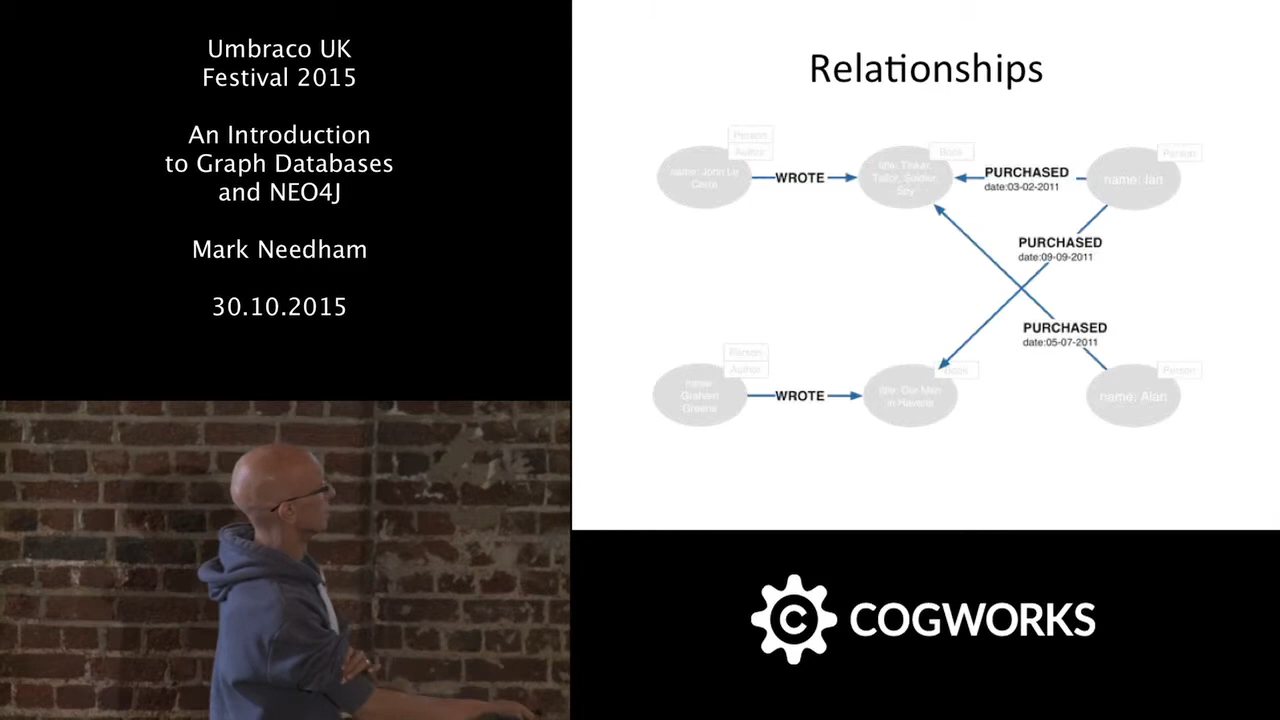 Umbraco UK
Festival 2015
An Introduction
to Graph Databases
and NEO4J
Mark Needham
30.10.2015
Relationships
Person
Author
name: John Le
Carre
WROTE
Book
title: Tinker,
Tailor, Soldier,
Spy
PURCHASED
date:03-02-2011
Person
name: Ian
PURCHASED
date:09-09-2011
PURCHASED
date:05-07-2011
Person
Author
name:
Graham
Greene
WROTE
Book
title: Our Man
in Havana
Person
name: Alan
COGWORKS